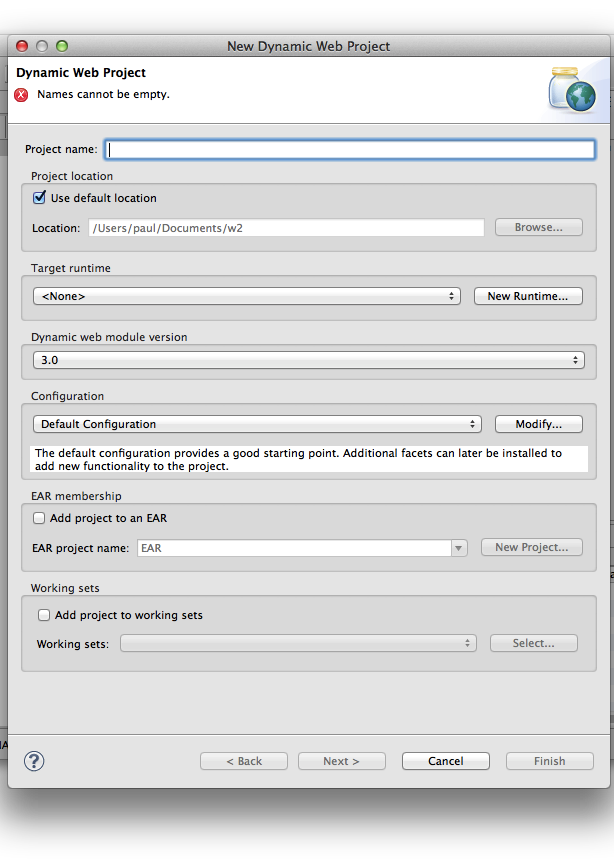 New Dynamic Web Project
Dynamic Web Project
Names cannot be empty.
Project name:
Project location
Use default location
Location: /Users/paul/Documents/w2 Browse...
Target runtime
<None> New Runtime...
Dynamic web module version
3.0
Configuration
Default Configuration Modify...
The default configuration provides a good starting point. Additional facets can later be installed to
add new functionality to the project.
EAR membership
Add project to an EAR
EAR project name: EAR New Project...
Working sets
Add project to working sets
Working sets: Select...
? < Back Next > Cancel Finish